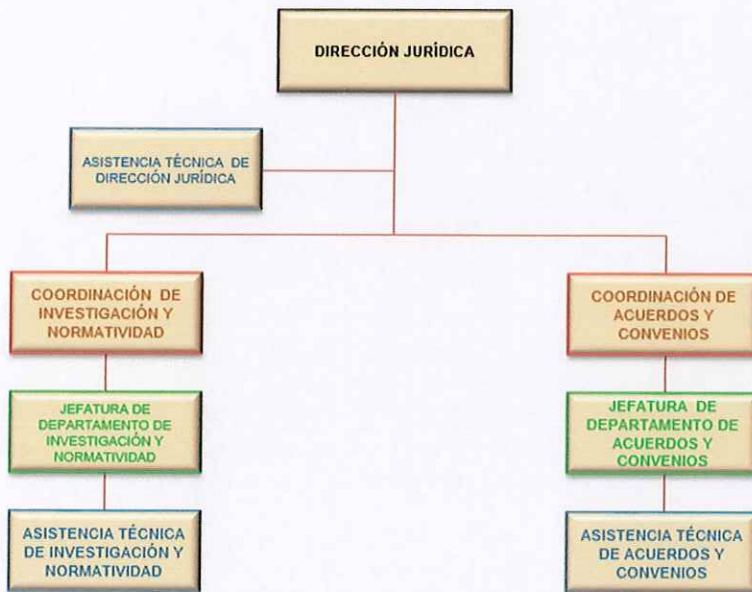 DIRECCIÓN JURÍDICA
ASISTENCIA TÉCNICA DE
DIRECCIÓN JURÍDICA
COORDINACIÓN DE
INVESTIGACIÓN Y
NORMATIVIDAD
COORDINACIÓN DE
ACUERDOS Y
CONVENIOS
JEFATURA DE
DEPARTAMENTO DE
INVESTIGACIÓN Y
NORMATIVIDAD
JEFATURA DE
DEPARTAMENTO DE
ACUERDOS Y
CONVENIOS
ASISTENCIA TÉCNICA
DE INVESTIGACIÓN Y
NORMATIVIDAD
ASISTENCIA TÉCNICA
DE ACUERDOS Y
CONVENIOS